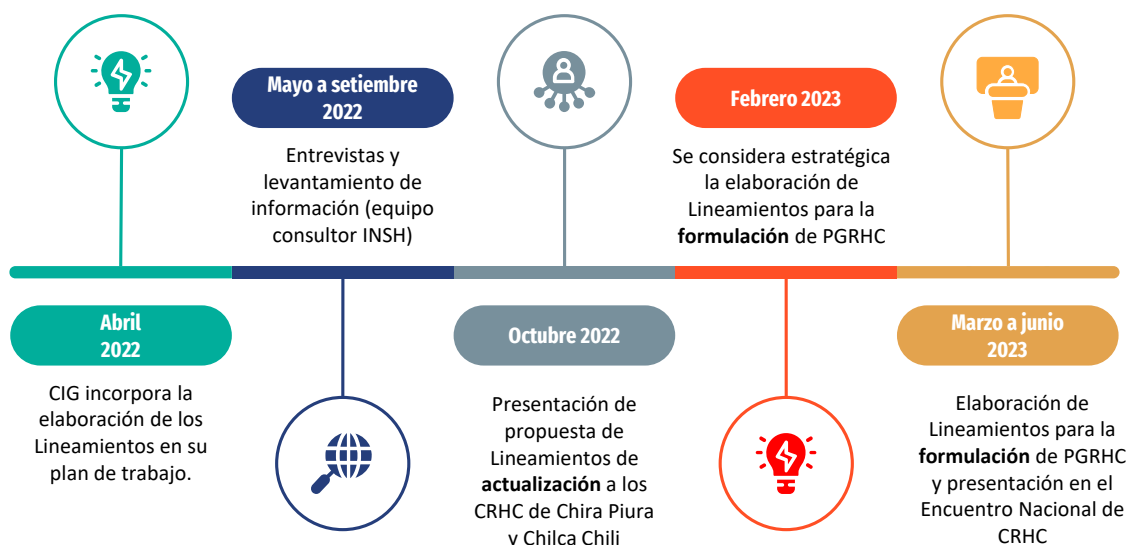 Abril
2022
CIG incorpora la
elaboración de los
Lineamientos en su
plan de trabajo.
Mayo a setiembre
2022
Entrevistas y
levantamiento de
información (equipo
consultor INSH)
Octubre 2022
Presentación de
propuesta de
Lineamientos de
actualización a los
CRHC de Chira Piura
y Chilca Chili
Febrero 2023
Se considera estratégica
la elaboración de
Lineamientos para la
formulación de PGRHC
Marzo a junio
2023
Elaboración de
Lineamientos para la
formulación de PGRHC
y presentación en el
Encuentro Nacional de
CRHC